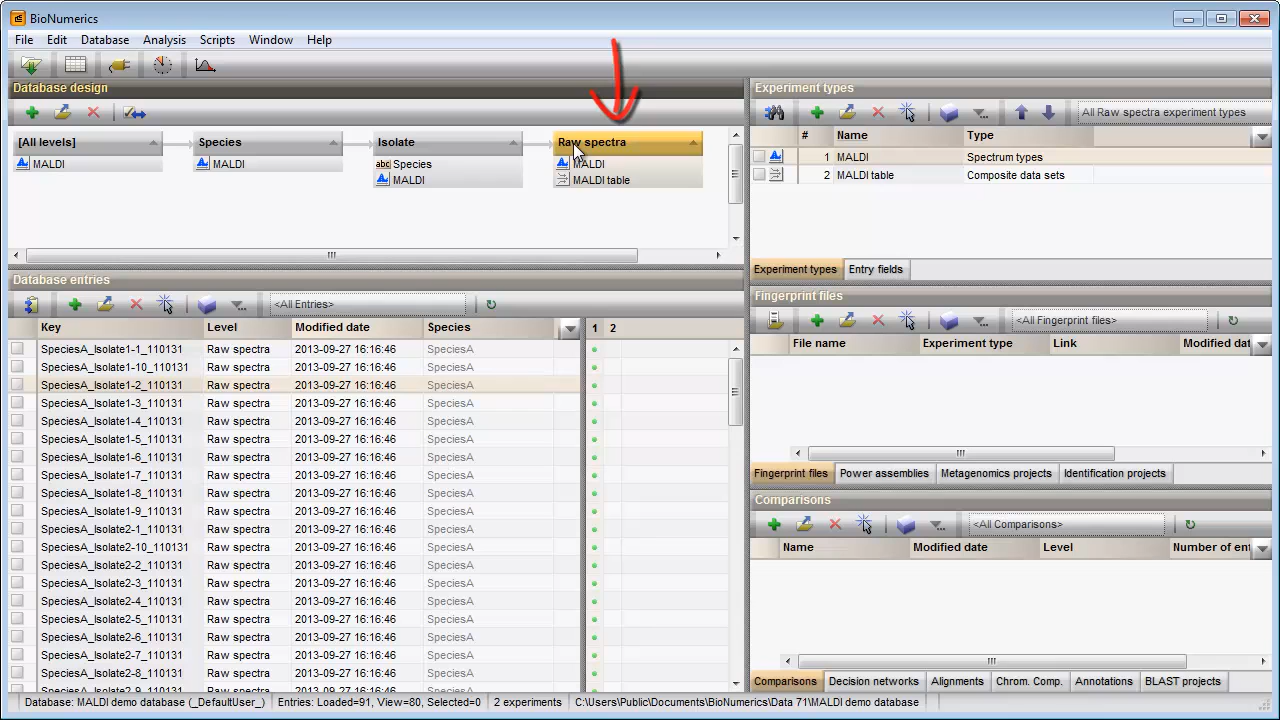 BioNumerics
File Edit Database Analysis Scripts Window Help
Database design
[All levels]
MALDI
Species
MALDI
Isolate
Species
MALDI
Raw spectra
MALDI
MALDI table
Database entries
<All Entries>
Key Level Modified date Species 1 2
SpeciesA_Isolate1-1_110131 Raw spectra 2013-09-27 16:16:46 SpeciesA
SpeciesA_Isolate1-10_110131 Raw spectra 2013-09-27 16:16:46 SpeciesA
SpeciesA_Isolate1-2_110131 Raw spectra 2013-09-27 16:16:46 SpeciesA
SpeciesA_Isolate1-3_110131 Raw spectra 2013-09-27 16:16:46 SpeciesA
SpeciesA_Isolate1-4_110131 Raw spectra 2013-09-27 16:16:46 SpeciesA
SpeciesA_Isolate1-5_110131 Raw spectra 2013-09-27 16:16:46 SpeciesA
SpeciesA_Isolate1-6_110131 Raw spectra 2013-09-27 16:16:46 SpeciesA
SpeciesA_Isolate1-7_110131 Raw spectra 2013-09-27 16:16:46 SpeciesA
SpeciesA_Isolate1-8_110131 Raw spectra 2013-09-27 16:16:46 SpeciesA
SpeciesA_Isolate1-9_110131 Raw spectra 2013-09-27 16:16:46 SpeciesA
SpeciesA_Isolate2-1_110131 Raw spectra 2013-09-27 16:16:46 SpeciesA
SpeciesA_Isolate2-10_110131 Raw spectra 2013-09-27 16:16:46 SpeciesA
SpeciesA_Isolate2-2_110131 Raw spectra 2013-09-27 16:16:46 SpeciesA
SpeciesA_Isolate2-3_110131 Raw spectra 2013-09-27 16:16:46 SpeciesA
SpeciesA_Isolate2-4_110131 Raw spectra 2013-09-27 16:16:46 SpeciesA
SpeciesA_Isolate2-5_110131 Raw spectra 2013-09-27 16:16:46 SpeciesA
SpeciesA_Isolate2-6_110131 Raw spectra 2013-09-27 16:16:46 SpeciesA
SpeciesA_Isolate2-7_110131 Raw spectra 2013-09-27 16:16:46 SpeciesA
SpeciesA_Isolate2-8_110131 Raw spectra 2013-09-27 16:16:46 SpeciesA
SpeciesA_Isolate2-9_110131 Raw spectra 2013-09-27 16:16:46 SpeciesA
Experiment types
All Raw spectra experiment types
# Name Type
1 MALDI Spectrum types
2 MALDI table Composite data sets
Experiment types Entry fields
Fingerprint files
<All Fingerprint files>
File name Experiment type Link Modified dat
Fingerprint files Power assemblies Metagenomics projects Identification projects
Comparisons
<All Comparisons>
Name Modified date Level Number of en
Comparisons Decision networks Alignments Chrom. Comp. Annotations BLAST projects
Database: MALDI Demo database (_DefaultUser_) Entries: Loaded=91, View=80, Selected=0 2 experiments C:\Users\Public\Documents\BioNumerics\Data 71\MALDI demo database